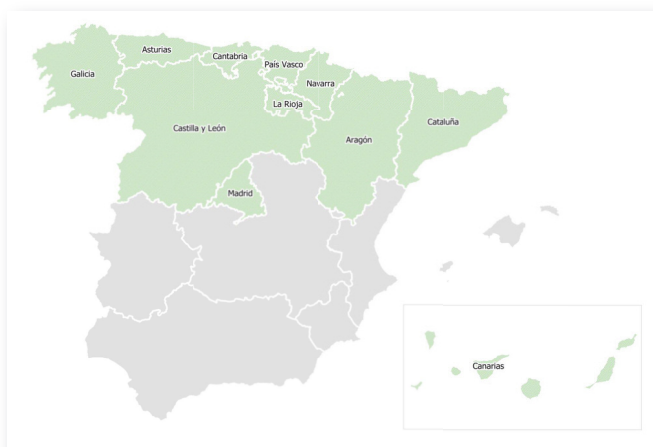 Asturias
Cantabria
País Vasco
Galicia
Navarra
La Rioja
Cataluña
Castilla y León
Aragón
Madrid
Canarias